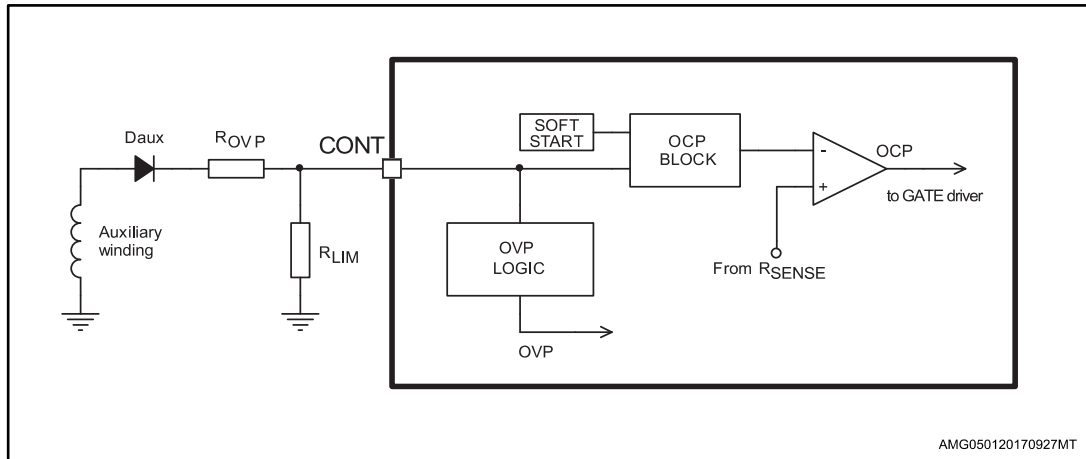 Daux
ROVP
CONT
Auxiliary
winding
RLIM
SOFT
START
OCP
BLOCK
-
+
OCP
to GATE driver
OVP
LOGIC
From RSENSE
OVP
AMG050120170927MT